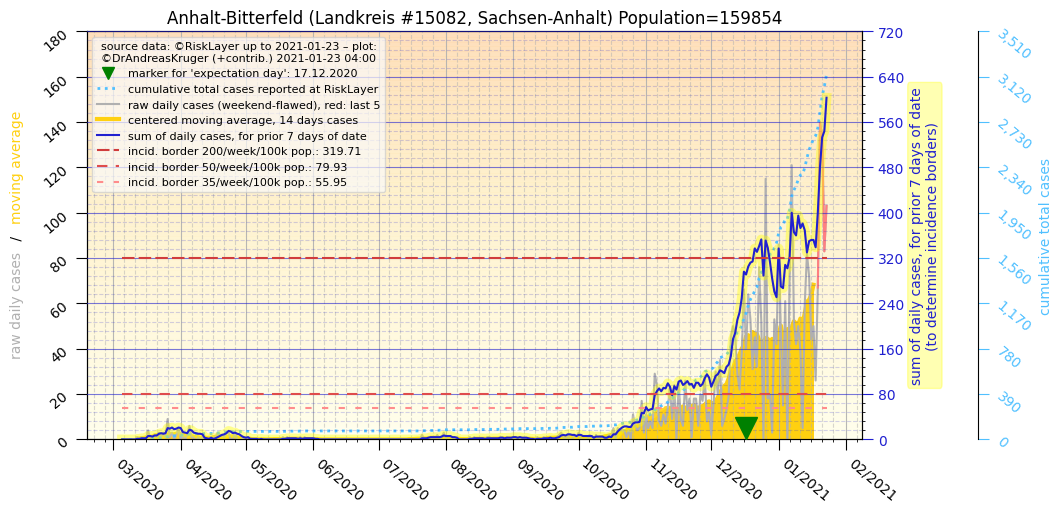 Anhalt-Bitterfeld (Landkreis #15082, Sachsen-Anhalt) Population=159854
source data: ©RiskLayer up to 2021-01-23 – plot:
©DrAndreasKruger (+contrib.) 2021-01-23 04:00
marker for 'expectation day': 17.12.2020
cumulative total cases reported at RiskLayer
raw daily cases (weekend-flawed), red: last 5
centered moving average, 14 days cases
sum of daily cases, for prior 7 days of date
incid. border 200/week/100k pop.: 319.71
incid. border 50/week/100k pop.: 79.93
incid. border 35/week/100k pop.: 55.95
raw daily cases / moving average
180
160
140
120
100
80
60
40
20
0
03/2020
04/2020
05/2020
06/2020
07/2020
08/2020
09/2020
10/2020
11/2020
12/2020
01/2021
02/2021
720
640
560
480
400
320
240
160
80
0
sum of daily cases, for prior 7 days of date
(to determine incidence borders)
3,510
3,120
2,730
2,340
1,950
1,560
1,170
780
390
0
cumulative total cases